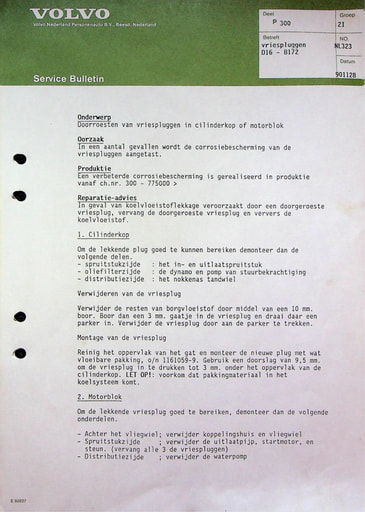 VOLVO
Volvo Nederland Personenauto B.V., Beesd, Nederland
Service Bulletin
Deel
P 300
Groep
21
Betreft
vriespluggen
D16 - B172
NO.
NL323
Datum
901128
Onderwerp
Doorroesten van vriespluggen in cilinderkop of motorblok
Oorzaak
In een aantal gevallen wordt de corrosiebescherming van de
vriespluggen aangetast.
Produktie
Een verbeterde corrosiebescherming is gerealiseerd in produktie
vanaf ch.nr. 300 - 775000 >
Reparatie-advies
In geval van koelvloeistoflekkage veroorzaakt door een doorgeroeste
vriesplug, vervang de doorgeroeste vriesplug en ververs de
koelvloeistof.
1. Cilinderkop
Om de lekkende plug goed te kunnen bereiken demonteer dan de
volgende delen.
- spruitstukzijde : het in- en uitlaatspruitstuk
- oliefilterzijde : de dynamo en pomp van stuurbekrachtiging
- distributiezijde : het nokkenas tandwiel
Verwijderen van de vriesplug
Verwijder de resten van borgvloeistof door middel van een 10 mm.
boor. Boor dan een 3 mm. gaatje in de vriesplug en draai daar een
parker in. Verwijder de vriesplug door aan de parker te trekken.
Montage van de vriesplug
Reinig het oppervlak van het gat en monteer de nieuwe plug met wat
vloeibare pakking, o/n 1161059-9. Gebruik een doorslag van 9,5 mm.
om de vriesplug in te drukken tot 3 mm. onder het oppervlak van de
cilinderkop. LET OP!: voorkom dat pakkingmateriaal in het
koelsysteem komt.
2. Motorblok
Om de lekkende vriesplug goed te bereiken, demonteer dan de volgende
onderdelen.
- Achter het vliegwiel; verwijder koppelingshuis en vliegwiel
- Spruitstukzijde ; verwijder de uitlaatpijp, startmotor, en
steun. (vervang alle 3 de vriespluggen)
- Distributiezijde ; verwijder de waterpomp